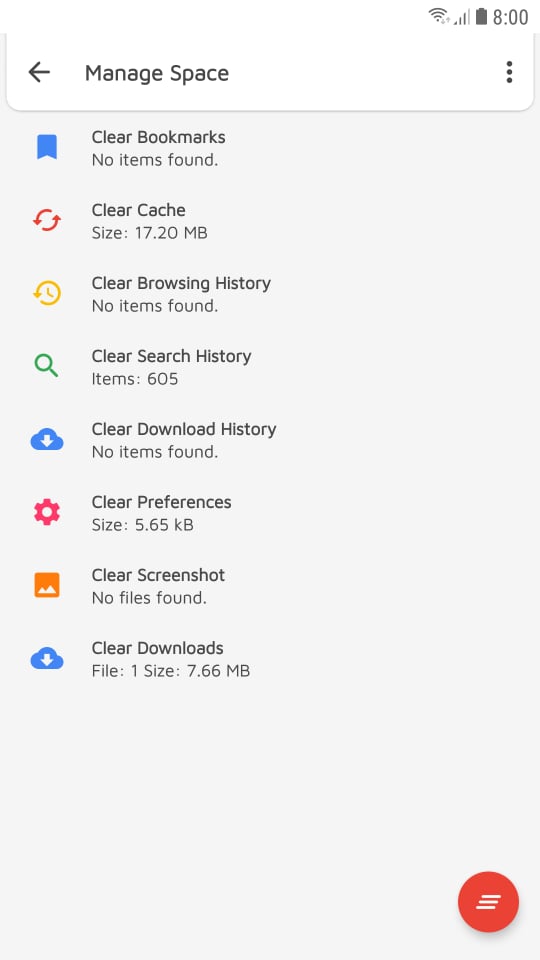 8:00
Manage Space
Clear Bookmarks
No items found.
Clear Cache
Size: 17.20 MB
Clear Browsing History
No items found.
Clear Search History
Items: 605
Clear Download History
No items found.
Clear Preferences
Size: 5.65 kB
Clear Screenshot
No files found.
Clear Downloads
File: 1 Size: 7.66 MB